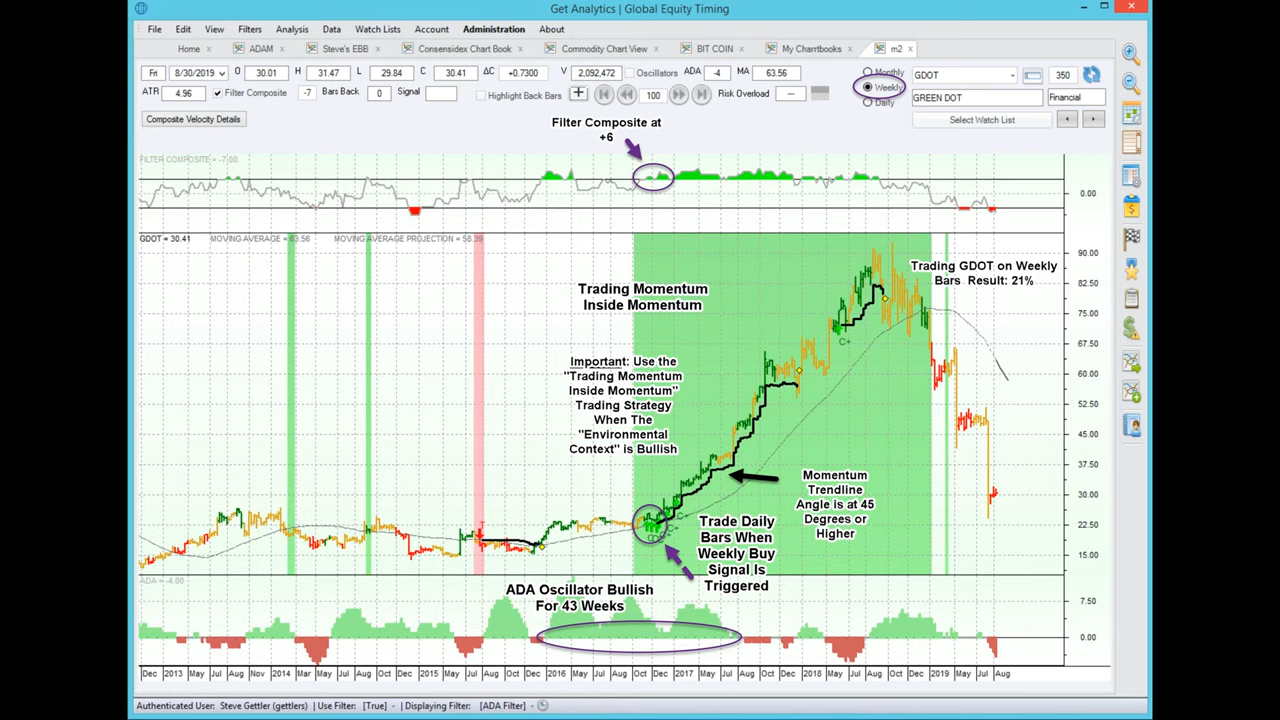 Get Analytics | Global Equity Timing
File Edit View Filters Analysis Data Watch Lists Account Administration About
Home ADAM Steve's EBB Consensidex Chart Book Commodity Chart View BIT COIN My Charrtbooks m2
Fri 8/30/2019 O 30.01 H 31.47 L 29.84 C 30.41 ΔC +0.7300 V 2,092,472 Oscillators ADA -4 MA 63.56 Monthly GDOT 350
ATR 4.96 Filter Composite -7 Bars Back 0 Signal Highlight Back Bars 100 Risk Overload --- Weekly
Daily GREEN DOT Financial
Composite Velocity Details Select Watch List
Filter Composite at
+6
FILTER COMPOSITE = -7.00
0.00
GDOT = 30.41 MOVING AVERAGE = 63.56 MOVING AVERAGE PROJECTION = 58.39
90.00
82.50
75.00
67.50
60.00
52.50
45.00
37.50
30.00
22.50
15.00
Trading GDOT on Weekly
Bars Result: 21%
Trading Momentum
Inside Momentum
C+
Important: Use the
"Trading Momentum
Inside Momentum"
Trading Strategy
When The
"Environmental
Context" is Bullish
Momentum
Trendline
Angle is at 45
Degrees or
Higher
Trade Daily
Bars When
Weekly Buy
Signal Is
Triggered
ADA = -4.00
ADA Oscillator Bullish
For 43 Weeks
7.50
0.00
Dec 2013 May Aug Nov 2014 Mar May Jul Oct Dec 2015 May Jul Oct Dec 2016 May Jul Oct 2017 May Jul Oct 2018 May Aug Oct Dec 2019 May Jul Aug
Authenticated User: Steve Gettler (gettlers) | Use Filter: [True] - | Displaying Filter: [ADA Filter] -